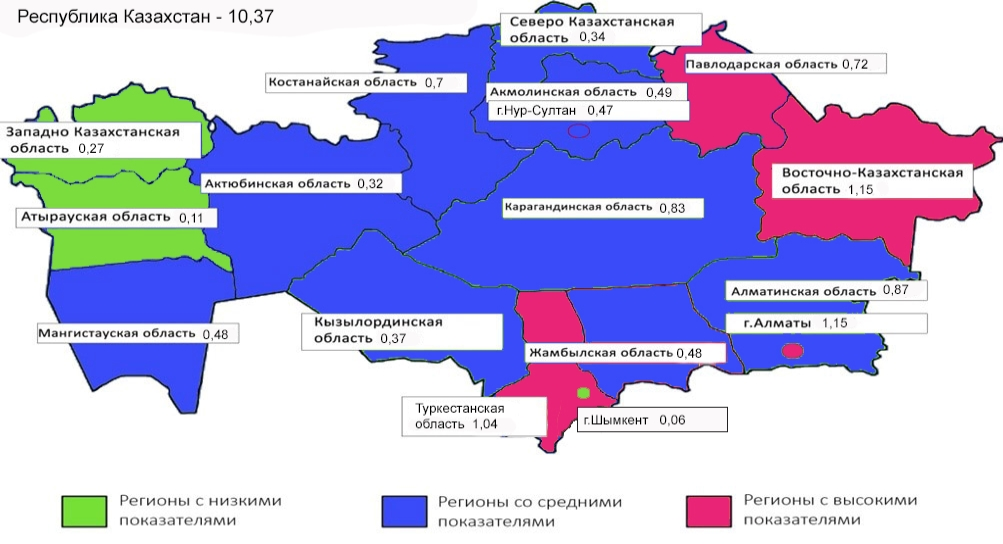 Республика Казахстан - 10,37
Северо Казахстанская
область 0,34
Павлодарская область 0,72
Костанайская область 0,7
Акмолинская область 0,49
г.Нур-Султан 0,47
Западно Казахстанская
область 0,27
Восточно-Казахстанская
область 1,15
Актюбинская область 0,32
Атырауская область 0,11
Карагандинская область 0,83
Алматинская область 0,87
Мангистауская область 0,48
Кызылординская
область 0,37
г.Алматы 1,15
Жамбылская область 0,48
Туркестанская
область 1,04
г.Шымкент 0,06
Регионы с низкими
показателями
Регионы со средними
показателями
Регионы с высокими
показателями